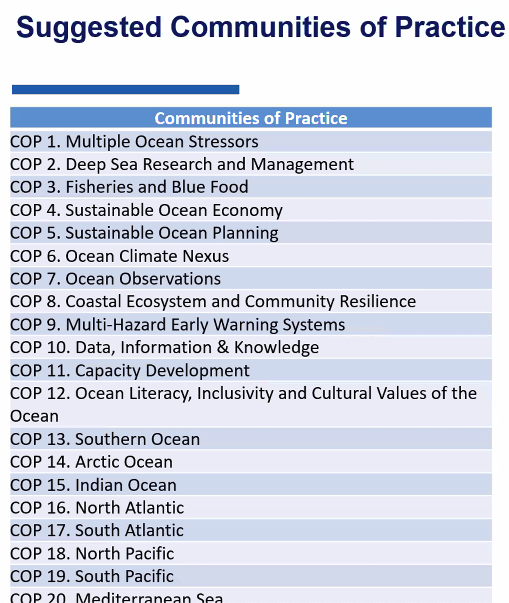 Suggested Communities of Practice
Communities of Practice
COP 1. Multiple Ocean Stressors
COP 2. Deep Sea Research and Management
COP 3. Fisheries and Blue Food
COP 4. Sustainable Ocean Economy
COP 5. Sustainable Ocean Planning
COP 6. Ocean Climate Nexus
COP 7. Ocean Observations
COP 8. Coastal Ecosystem and Community Resilience
COP 9. Multi-Hazard Early Warning Systems
COP 10. Data, Information & Knowledge
COP 11. Capacity Development
COP 12. Ocean Literacy, Inclusivity and Cultural Values of the
Ocean
COP 13. Southern Ocean
COP 14. Arctic Ocean
COP 15. Indian Ocean
COP 16. North Atlantic
COP 17. South Atlantic
COP 18. North Pacific
COP 19. South Pacific
COP 20. Mediterranean Sea